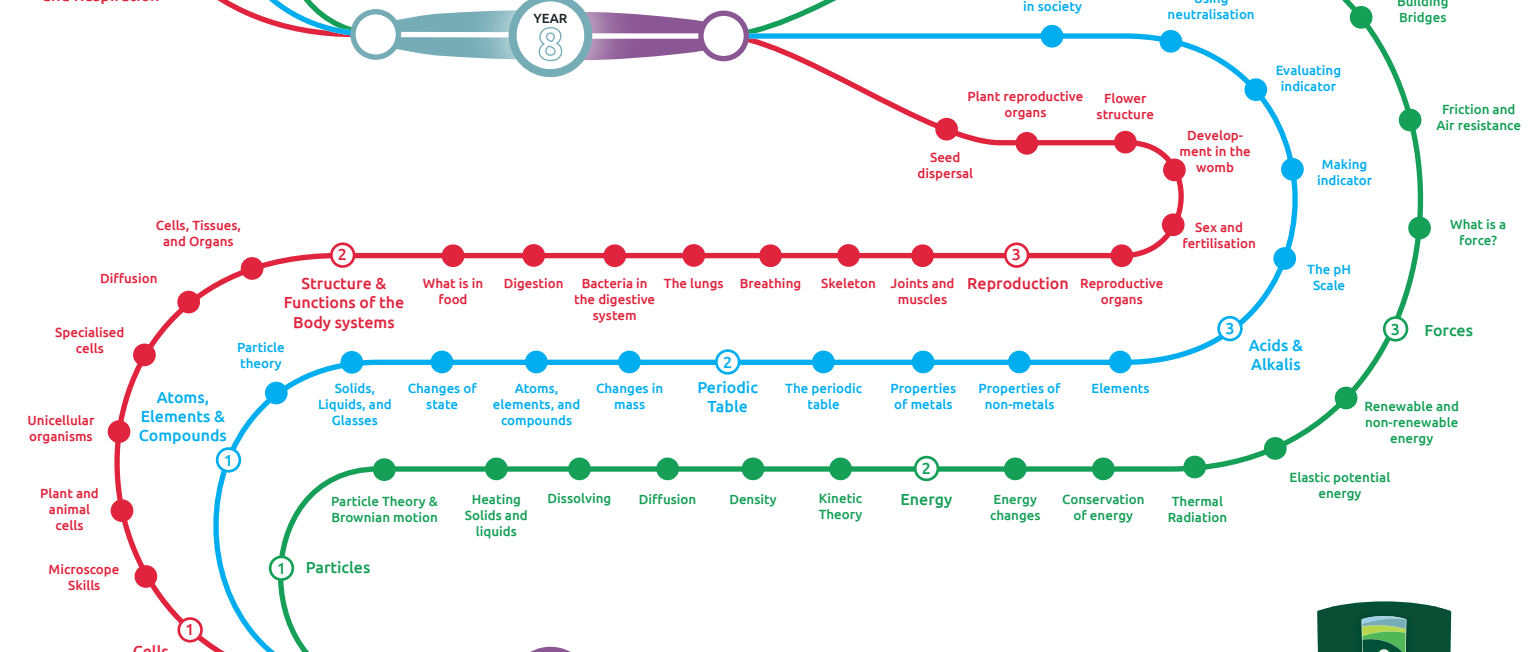 and Respiration
YEAR
8
in society
Using
neutralisation
Building
Bridges
Evaluating
indicator
Friction and
Air resistance
Plant reproductive
organs
Flower
structure
Develop-
ment in the
womb
Seed
dispersal
Making
indicator
Sex and
fertilisation
What is a
force?
Cells, Tissues,
and Organs
2
Structure &
Functions of the
Body systems
What is in
food
Digestion
Bacteria in
the digestive
system
The lungs
Breathing
Skeleton
Joints and
muscles
3
Reproduction
Reproductive
organs
The pH
Scale
Diffusion
Specialised
cells
3
Acids &
Alkalis
3
Forces
Particle
theory
Solids,
Liquids, and
Glasses
Changes of
state
Atoms,
elements, and
compounds
Changes in
mass
2
Periodic
Table
The periodic
table
Properties
of metals
Properties of
non-metals
Elements
Atoms,
Elements &
Compounds
1
Unicellular
organisms
Renewable and
non-renewable
energy
Elastic potential
energy
Particle Theory &
Brownian motion
Heating
Solids and
liquids
Dissolving
Diffusion
Density
Kinetic
Theory
2
Energy
Energy
changes
Conservation
of energy
Thermal
Radiation
Plant and
animal
cells
1
Particles
Microscope
Skills
1
Cells